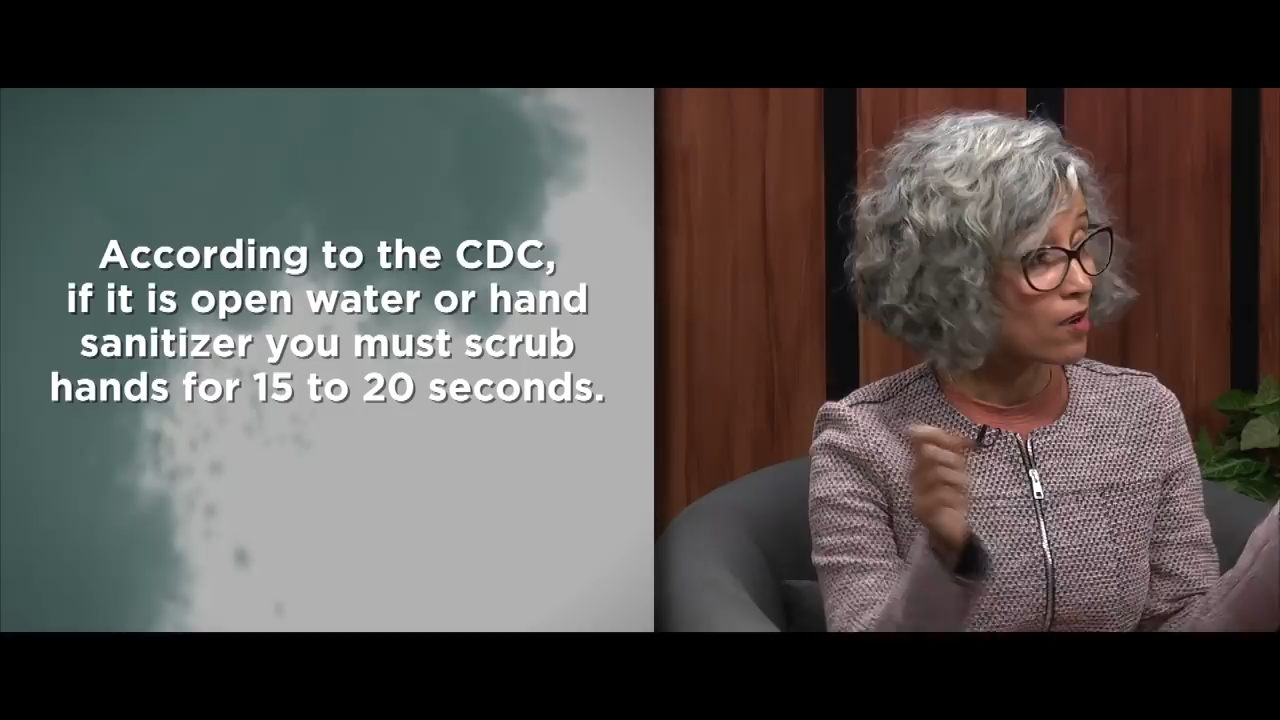 According to the CDC,
if it is open water or hand
sanitizer you must scrub
hands for 15 to 20 seconds.